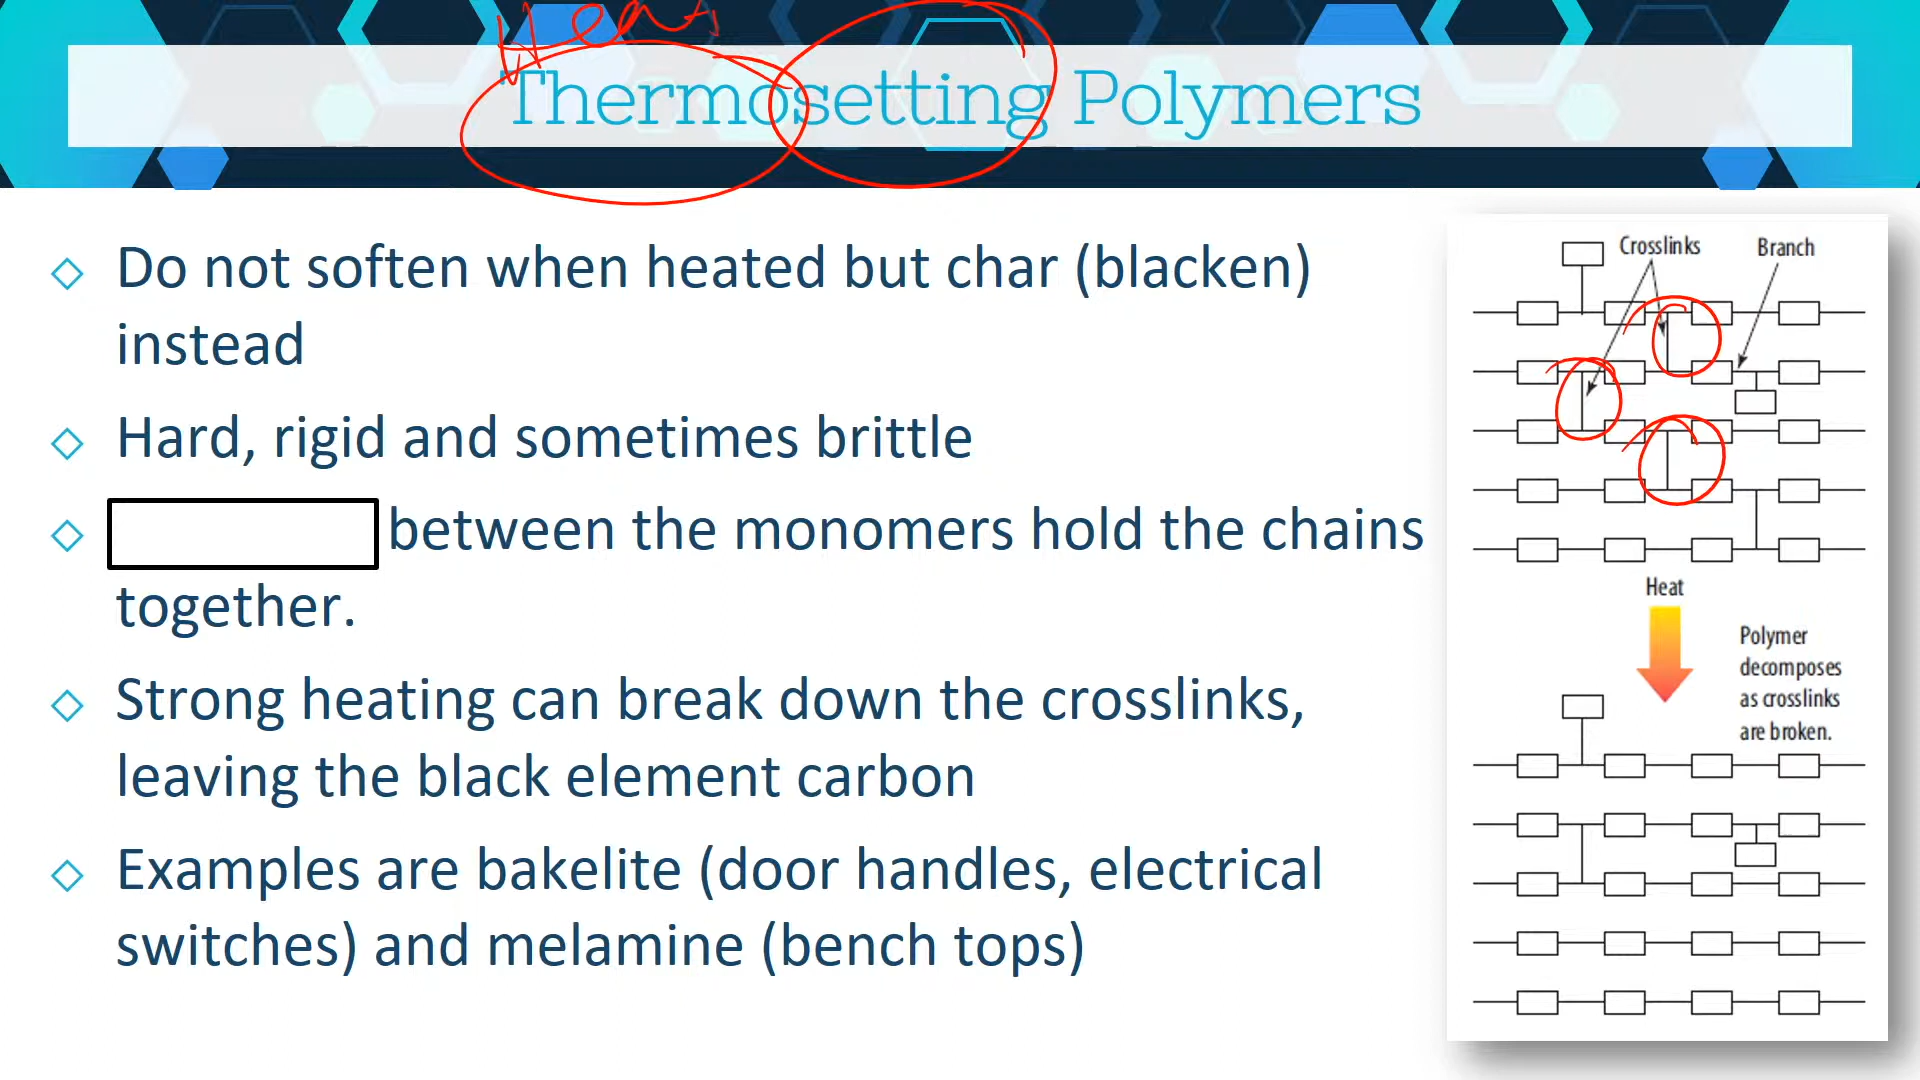 Heat
Thermosetting Polymers
Do not soften when heated but char (blacken)
instead
Hard, rigid and sometimes brittle
between the monomers hold the chains
together.
Strong heating can break down the crosslinks,
leaving the black element carbon
Examples are bakelite (door handles, electrical
switches) and melamine (bench tops)
Crosslinks
Branch
Heat
Polymer
decomposes
as crosslinks
are broken.